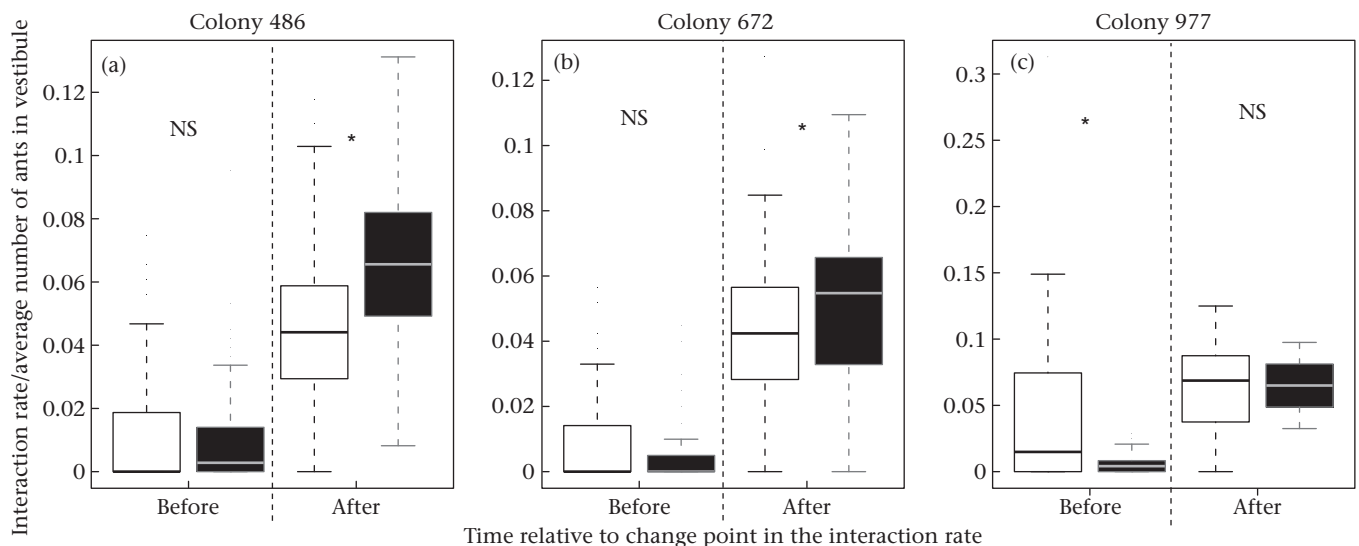 Colony 486
Colony 672
Colony 977
Interaction rate/average number of ants in vestibule
(a)
NS
*
0.12
0.1
0.08
0.06
0.04
0.02
0
Before
After
(b)
NS
*
0.12
0.1
0.08
0.06
0.04
0.02
0
Before
After
(c)
*
NS
0.3
0.25
0.2
0.15
0.1
0.05
0
Before
After
Time relative to change point in the interaction rate